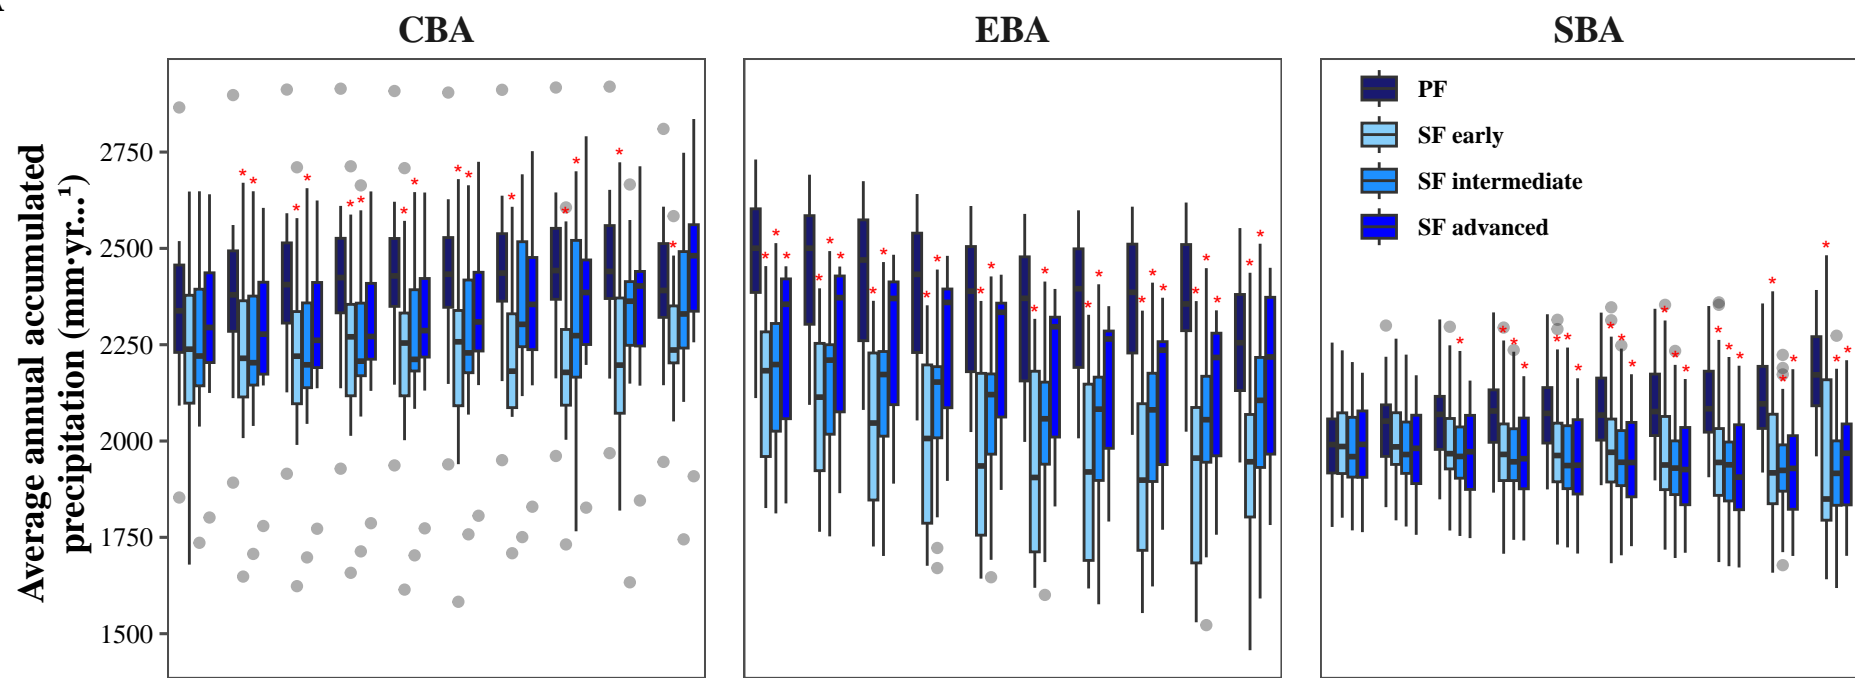 CBA
EBA
SBA
Average annual accumulated
precipitation (mm·yr...¹)
2750
2500
2250
2000
1750
1500
PF
SF early
SF intermediate
SF advanced